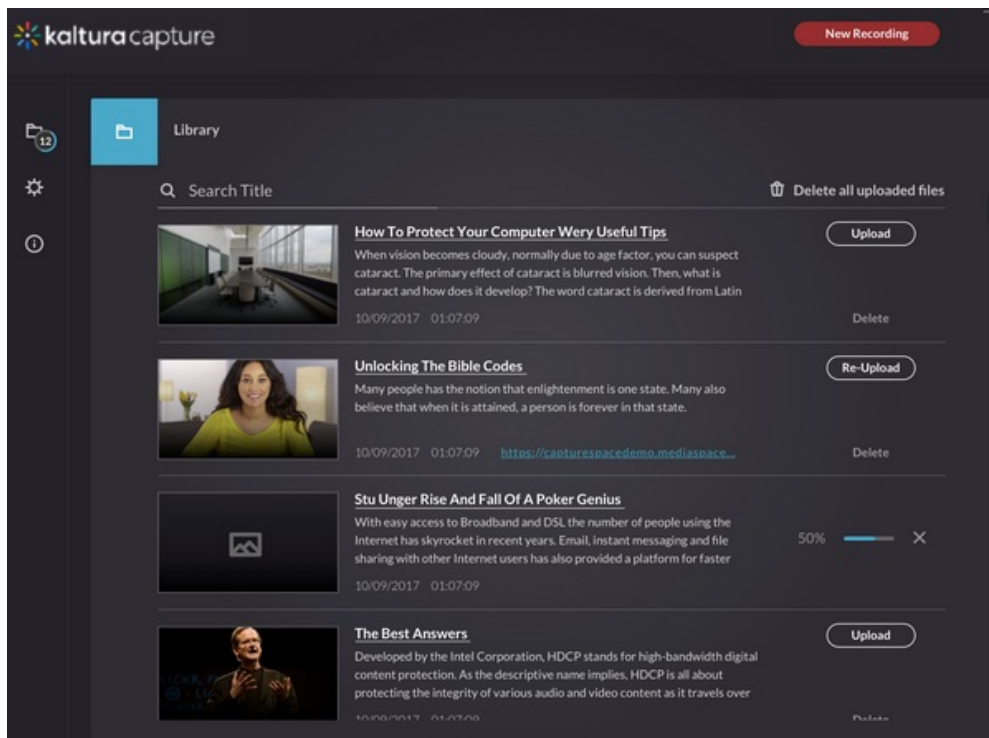 kaltura capture
New Recording
12
Library
Search Title
Delete all uploaded files
How To Protect Your Computer Wery Useful Tips
Upload
When vision becomes cloudy, normally due to age factor, you can suspect
cataract. The primary effect of cataract is blurred vision. Then, what is
cataract and how does it develop? The word cataract is derived from Latin
10/09/2017 01:07:09
Delete
Unlocking The Bible Codes
Re-Upload
Many people has the notion that enlightenment is one state. Many also
believe that when it is attained, a person is forever in that state.
10/09/2017 01:07:09 https://capturespacedemo.mediaspace...
Delete
Stu Unger Rise And Fall Of A Poker Genius
With easy access to Broadband and DSL the number of people using the
Internet has skyrocket in recent years. Email, instant messaging and file
sharing with other Internet users has also provided a platform for faster
50%
10/09/2017 01:07:09
The Best Answers
Upload
Developed by the Intel Corporation, HDCP stands for high-bandwidth digital
content protection. As the descriptive name implies, HDCP is all about
protecting the integrity of various audio and video content as it travels over
10/09/2017 01:07:09
Delete